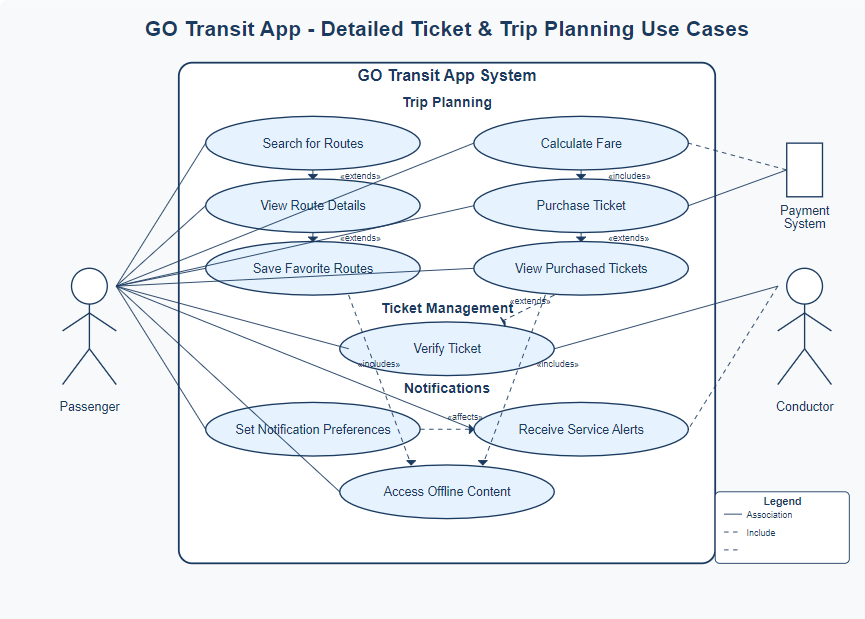 GO Transit App - Detailed Ticket & Trip Planning Use Cases
GO Transit App System
Trip Planning
Search for Routes
Calculate Fare
«extends»
«includes»
View Route Details
Purchase Ticket
Payment
System
«extends»
«extends»
Save Favorite Routes
View Purchased Tickets
«extends»
Ticket Management
Verify Ticket
«includes»
«includes»
Notifications
Passenger
Conductor
«affects»
Set Notification Preferences
Receive Service Alerts
Access Offline Content
Legend
Association
Include